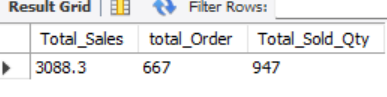 Result Grid Filter Rows:
Total_Sales total_Order Total_Sold_Qty
3088.3 667 947